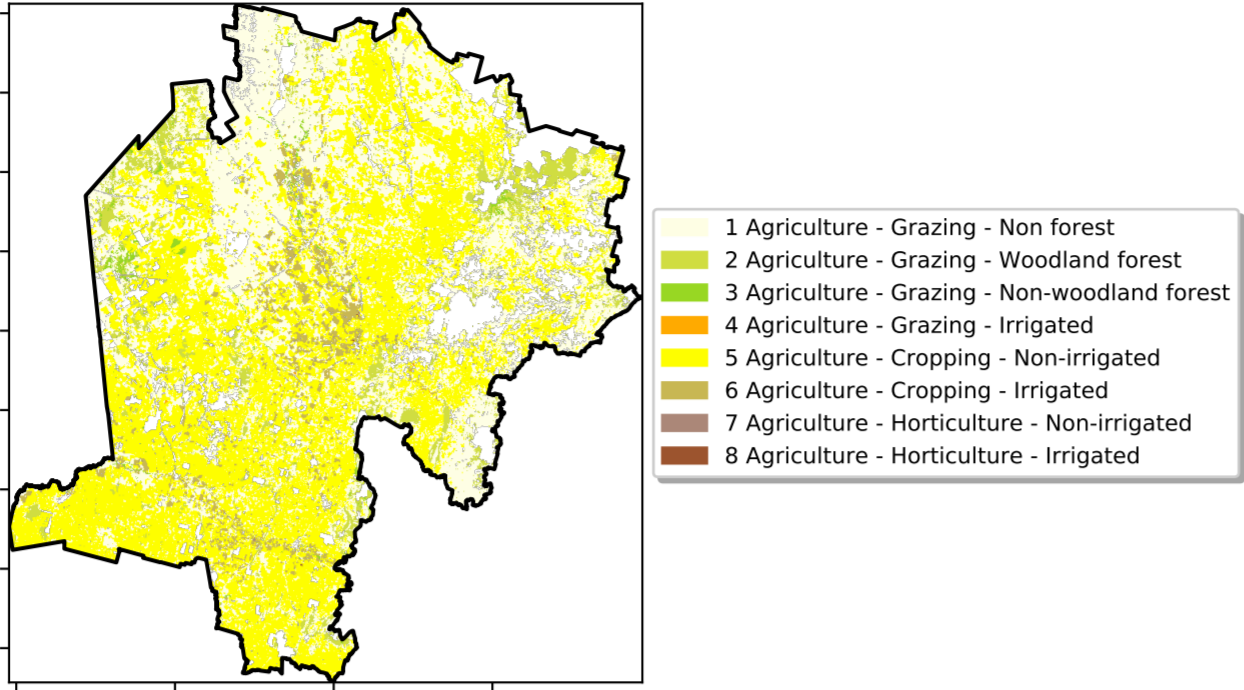 1 Agriculture - Grazing - Non forest
2 Agriculture - Grazing - Woodland forest
3 Agriculture - Grazing - Non-woodland forest
4 Agriculture - Grazing - Irrigated
5 Agriculture - Cropping - Non-irrigated
6 Agriculture - Cropping - Irrigated
7 Agriculture - Horticulture - Non-irrigated
8 Agriculture - Horticulture - Irrigated